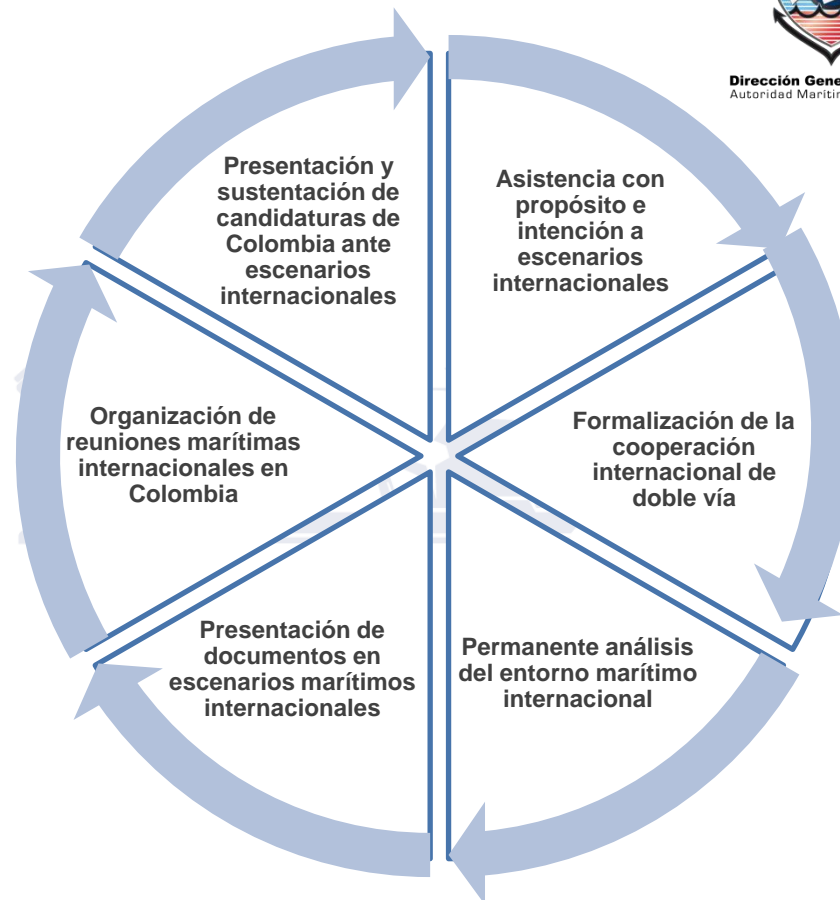 Dirección Gene
Autoridad Marítim
Presentación y
sustentación de
candidaturas de
Colombia ante
escenarios
internacionales
Asistencia con
propósito e
intención a
escenarios
internacionales
Formalización de la
cooperación
internacional de
doble vía
Permanente análisis
del entorno marítimo
internacional
Presentación de
documentos en
escenarios marítimos
internacionales
Organización de
reuniones marítimas
internacionales en
Colombia